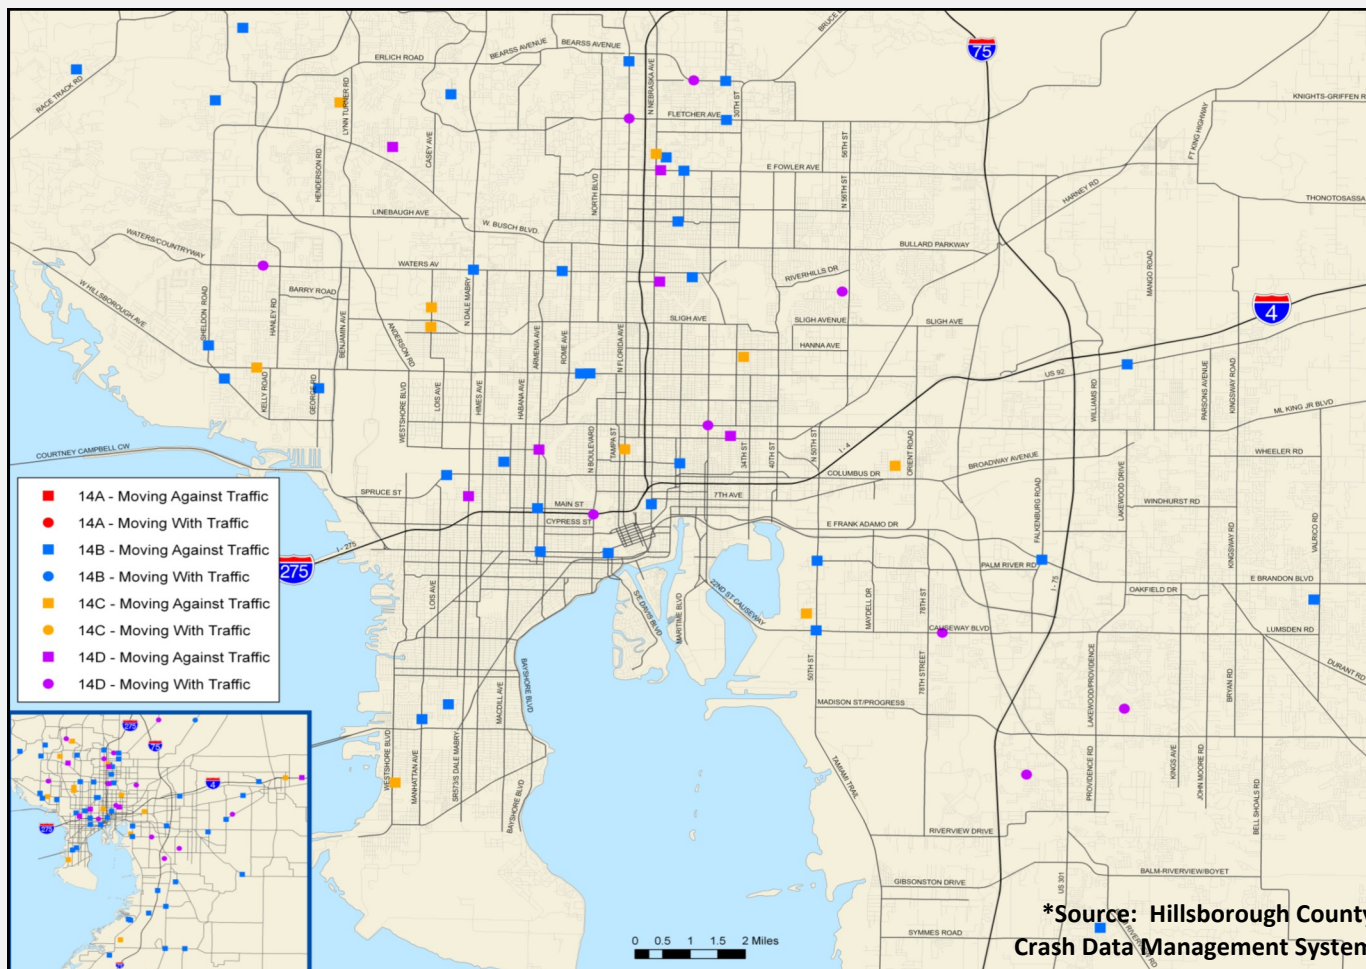 BRUCE B
ERLICH ROAD
BEARSS AVENUE
BEARSS AVENUE
75
RACE TRACK RD
LYNN TURNER RD
N NEBRASKA AVE
30TH ST
KNIGHTS-GRIFFEN R
FLETCHER AVE
FT KING HIGHWAY
CASEY AVE
56TH ST
HENDERSON RD
E FOWLER AVE
NORTH BLVD
N 56TH ST
HARNEY RD
THONOTOSASSA
LINEBAUGH AVE
W. BUSCH BLVD.
WATERS/COUNTRYWAY
BULLARD PARKWAY
WATERS AV
RIVERHILLS DR
MANGO ROAD
W HILLSBOROUGH AVE
BARRY ROAD
SHELDON ROAD
HANLEY RD
N DALE MABRY
4
BENJAMIN AVE
ANDERSON RD
SLIGH AVE
SLIGH AVENUE
SLIGH AVE
ARMENIA AVE
ROME AVE
N FLORIDA AVE
HANNA AVE
US 92
KELLY ROAD
GEORGE RD
WESTSHORE BLVD
LOIS AVE
HIMES AVE
HABANA AVE
WILLIAMS RD
PARSONS AVENUE
KINGSWAY ROAD
ML KING JR BLVD
COURTNEY CAMPBELL CW
N BOULEVARD
TAMPA ST
34TH ST
40TH ST
N 50TH ST
I - 4
ORIENT ROAD
BROADWAY AVENUE
WHEELER RD
COLUMBUS DR
SPRUCE ST
7TH AVE
MAIN ST
CYPRESS ST
E FRANK ADAMO DR
FALKENBURG ROAD
LAKEWOOD DRIVE
WINDHURST RD
KINGSWAY RD
VALRICO RD
14A - Moving Against Traffic
14A - Moving With Traffic
14B - Moving Against Traffic
14B - Moving With Traffic
14C - Moving Against Traffic
14C - Moving With Traffic
14D - Moving Against Traffic
14D - Moving With Traffic
I - 275
275
PALM RIVER RD
I - 75
E BRANDON BLVD
OAKFIELD DR
LOIS AVE
S/E DAVIS BLVD
MARITIME BLVD
22ND ST CAUSEWAY
MAYDELL DR
78TH ST
CAUSEWAY BLVD
LUMSDEN RD
BAYSHORE BLVD
MACDILL AVE
50TH ST
78TH STREET
LAKEWOOD/PROVIDENCE
BRYAN RD
DURANT RD
MADISON ST/PROGRESS
WESTSHORE BLVD
MANHATTAN AVE
SR573/S DALE MABRY
BAYSHORE BLVD
TAMIAMI TRAIL
PROVIDENCE RD
KINGS AVE
JOHN MOORE RD
BELL SHOALS RD
275
75
4
275
RIVERVIEW DRIVE
GIBSONTON DRIVE
US 301
BALM-RIVERVIEW/BOYET
SYMMES ROAD
0 0.5 1 1.5 2 Miles
*Source: Hillsborough County
Crash Data Management System